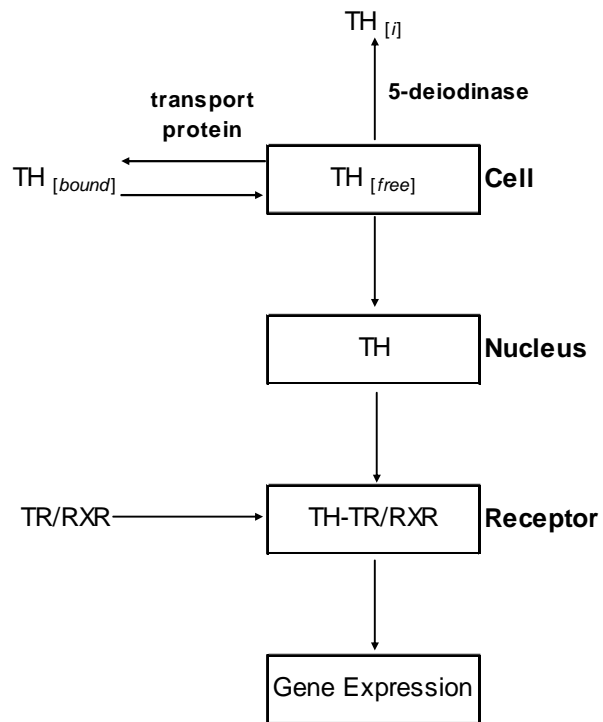 TH [i]
5-deiodinase
transport
protein
TH [bound]
TH [free]
Cell
TH
Nucleus
TR/RXR
TH-TR/RXR
Receptor
Gene Expression